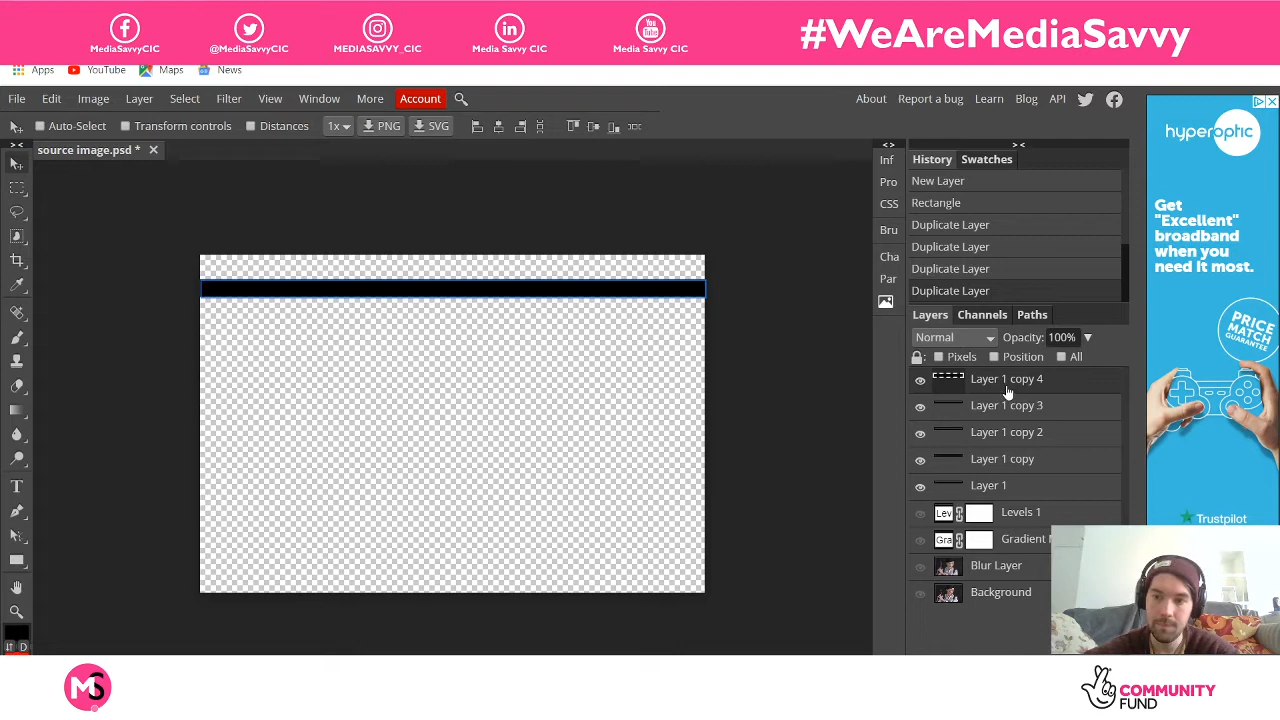 MediaSavvyCIC
@MediaSavvyCIC
MEDIASAVVY_CIC
Media Savvy CIC
You Tube
Media Savvy CIC
#WeAreMediaSavvy
Apps YouTube Maps News
File Edit Image Layer Select Filter View Window More Account
About Report a bug Learn Blog API
Auto-Select Transform controls Distances 1x PNG SVG
source image.psd *
Inf
Pro
CSS
Bru
Cha
Par
History Swatches
New Layer
Rectangle
Duplicate Layer
Duplicate Layer
Duplicate Layer
Duplicate Layer
Layers Channels Paths
Normal Opacity: 100%
Pixels Position All
Layer 1 copy 4
Layer 1 copy 3
Layer 1 copy 2
Layer 1 copy
Layer 1
Lev Levels 1
Gra Gradient
Blur Layer
Background
D
hyperoptic
Get
"Excellent"
broadband
when you
need it most.
PRICE
MATCH
GUARANTEE
Trustpilot
MS
COMMUNITY
FUND